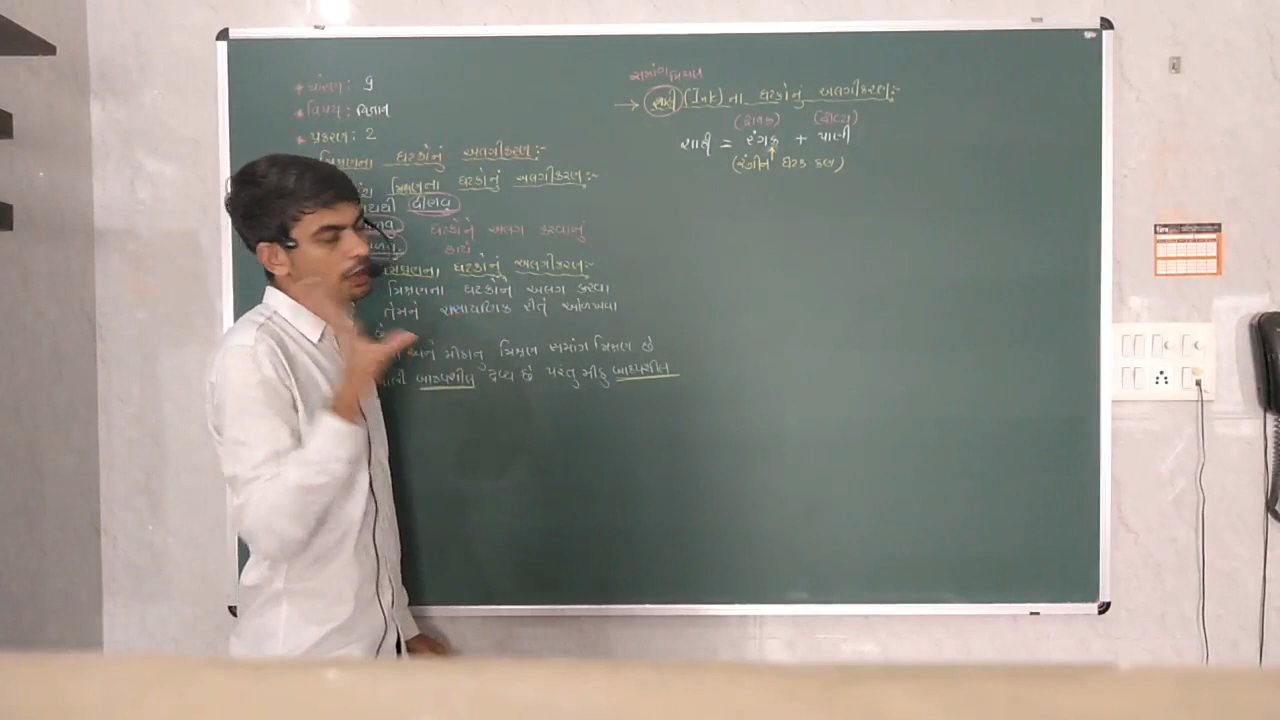 * ધોરણ : 9
* વિષય : વિજ્ઞાન
* પ્રકરણ : 2
મિશ્રણના ઘટકોનું અલગીકરણ :-
મિશ્રણના ઘટકોનું અલગીકરણ :-
વીણવું
ઘટકોને અલગ કરવાનું
કાર્ય
ઘટકોનું અલગીકરણ :-
મિશ્રણના ઘટકોને અલગ કરવા
તેમને રાસાયણિક રીતે ઓળખવા
અને મીઠાનું મિશ્રણ સમાંગ મિશ્રણ છે
પાણી બાષ્પશીલ દ્રવ્ય છે પરંતુ મીઠું બાષ્પશીલ
સમાંગ મિશ્રણ
→ શાહી (Ink) ના ઘટકોનું અલગીકરણ :-
(દ્રાવક) (દ્રાવ્ય)
શાહી = રંગક + પાણી
(રંગીન ઘટક કણ)